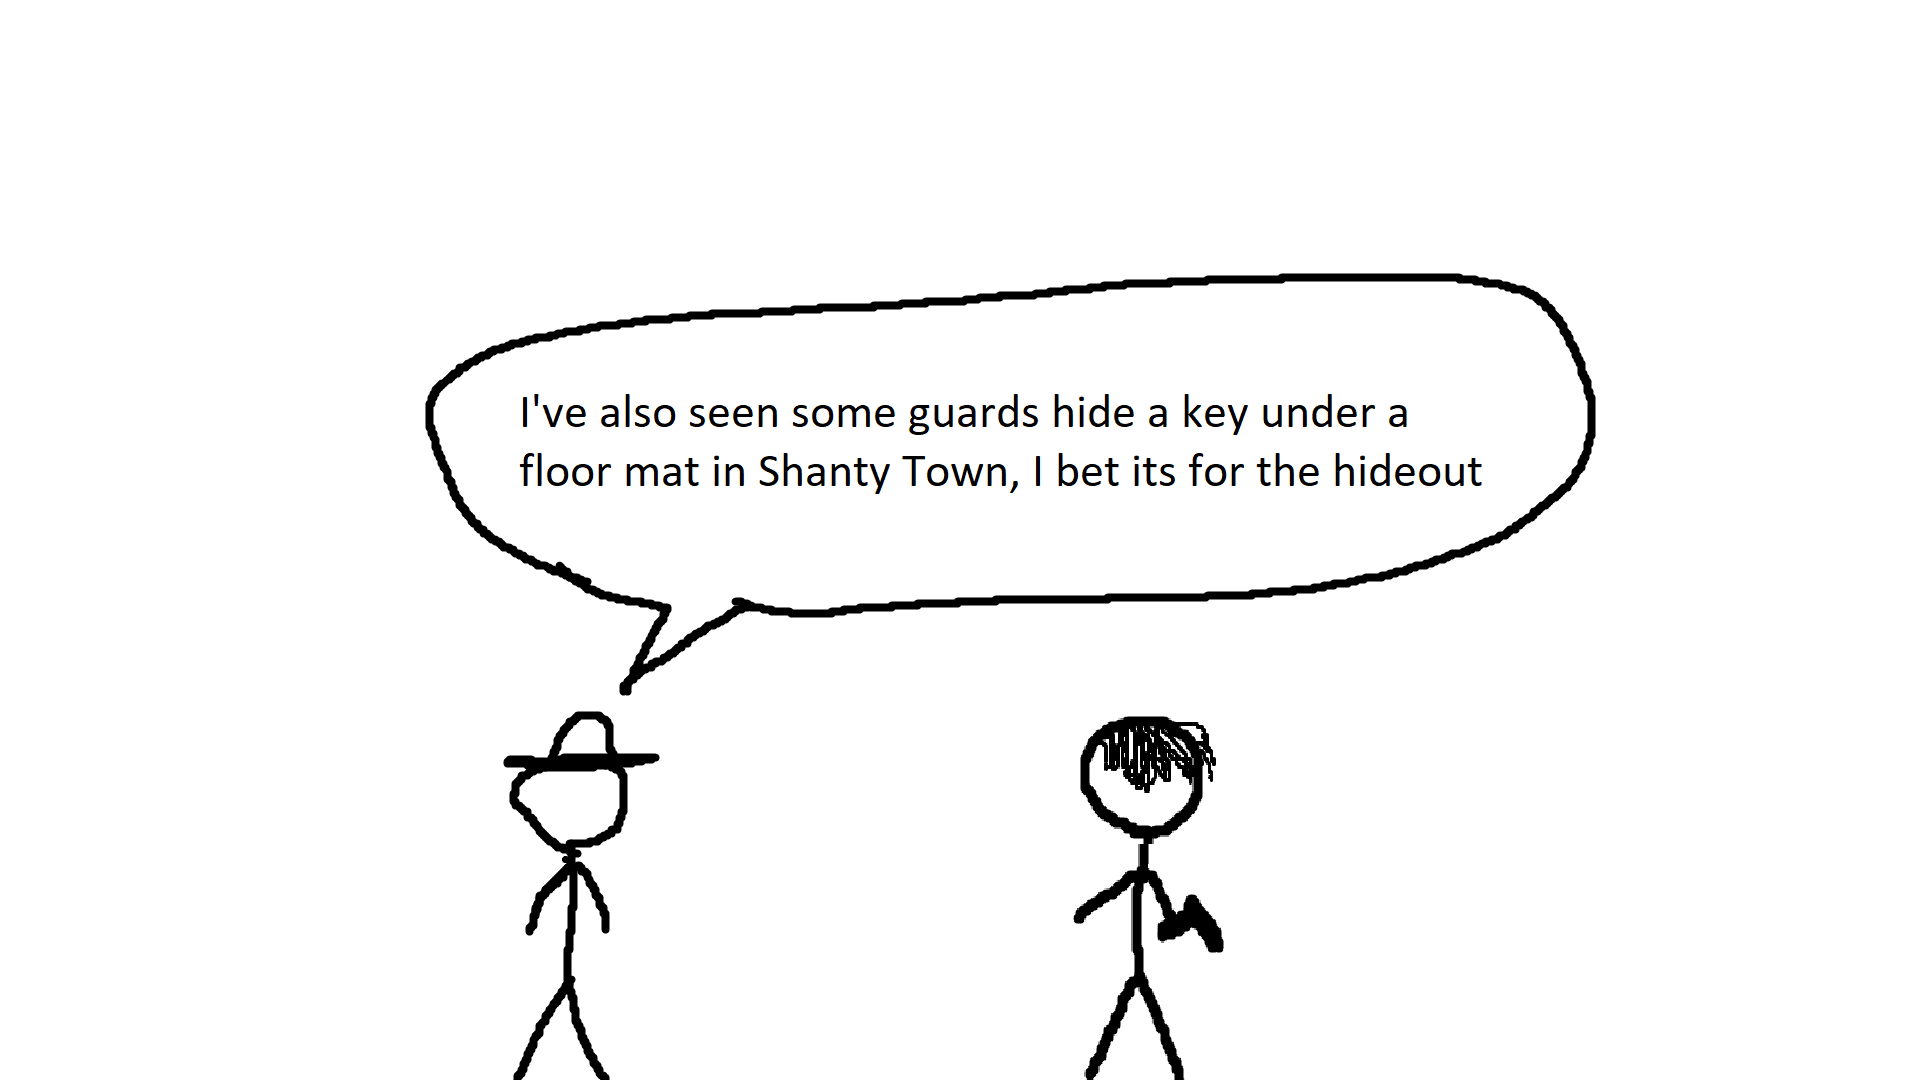 I've also seen some guards hide a key under a
floor mat in Shanty Town, I bet its for the hideout